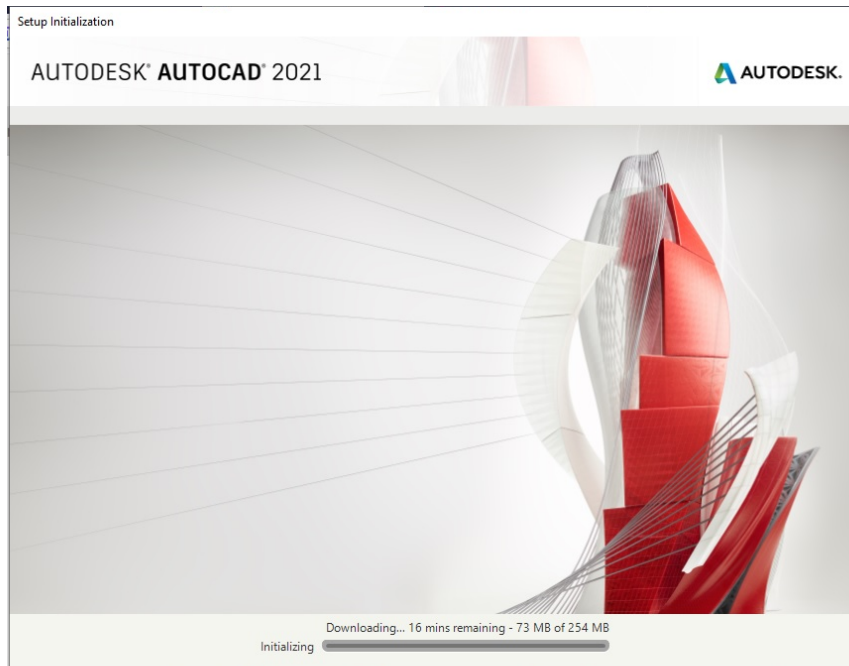 Setup Initialization
AUTODESK® AUTOCAD® 2021
AUTODESK.
Downloading... 16 mins remaining - 73 MB of 254 MB
Initializing